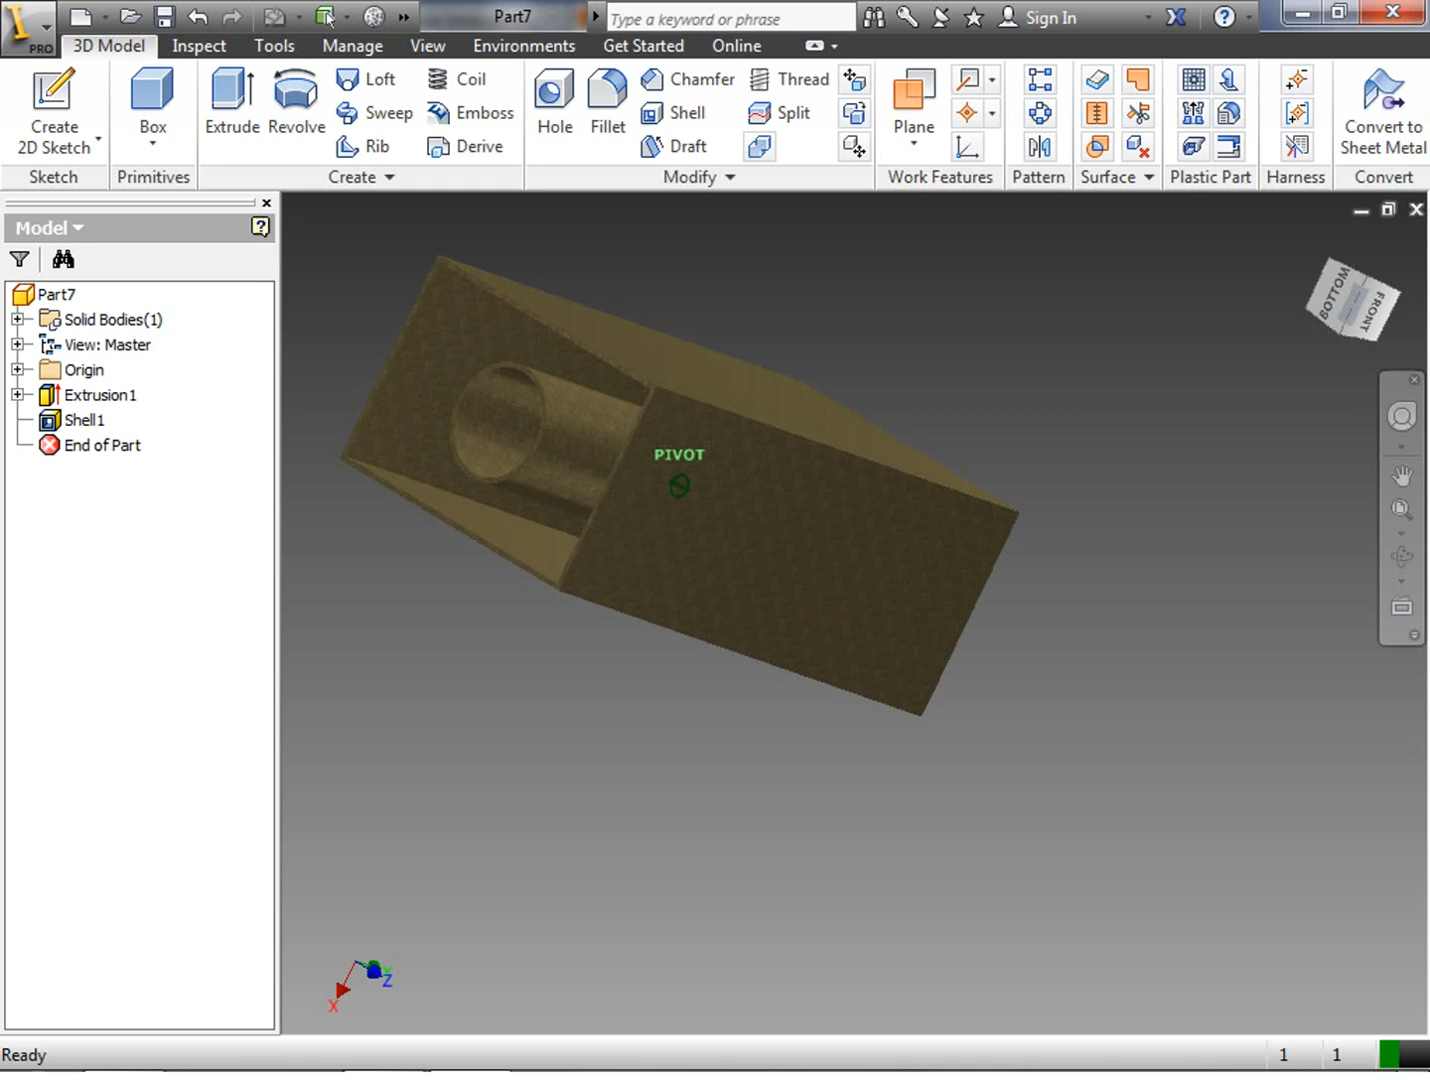 PRO
Part7
Type a keyword or phrase
Sign In
3D Model
Inspect
Tools
Manage
View
Environments
Get Started
Online
Create
2D Sketch
Box
Extrude
Revolve
Loft
Sweep
Rib
Coil
Emboss
Derive
Hole
Fillet
Chamfer
Shell
Draft
Thread
Split
Plane
Convert to
Sheet Metal
Sketch
Primitives
Create
Modify
Work Features
Pattern
Surface
Plastic Part
Harness
Convert
Model
Part7
Solid Bodies(1)
View: Master
Origin
Extrusion1
Shell1
End of Part
PIVOT
BOTTOM
FRONT
X
Z
Ready
1
1